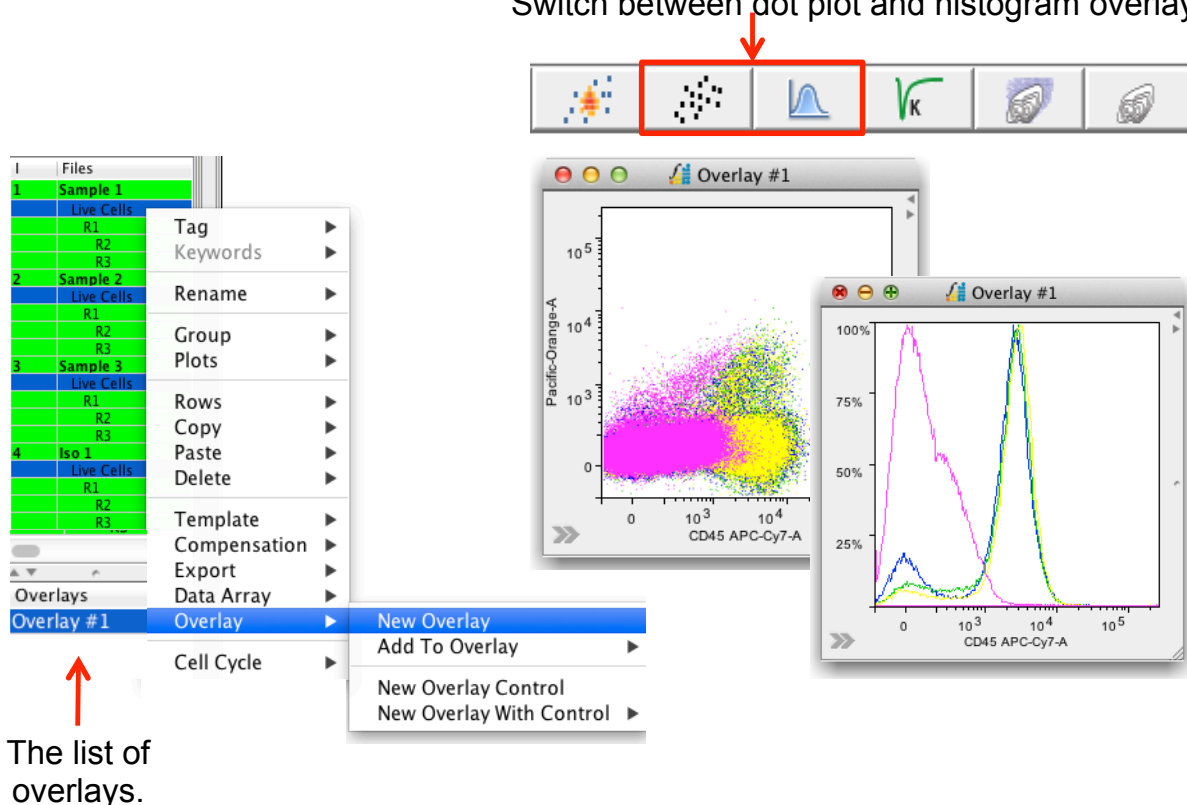 Switch between dot plot and histogram overlay
K
I Files
1 Sample 1
Live Cells
R1
R2
R3
2 Sample 2
Live Cells
R1
R2
R3
3 Sample 3
Live Cells
R1
R2
R3
4 Iso 1
Live Cells
R1
R2
R3
Overlays
Overlay #1
The list of
overlays.
Tag
Keywords
Rename
Group
Plots
Rows
Copy
Paste
Delete
Template
Compensation
Export
Data Array
Overlay
Cell Cycle
New Overlay
Add To Overlay
New Overlay Control
New Overlay With Control
Overlay #1
Pacific-Orange-A
10^5
10^4
10^3
0
0 10^3 10^4
CD45 APC-Cy7-A
Overlay #1
100%
75%
50%
25%
0 10^3 10^4 10^5
CD45 APC-Cy7-A